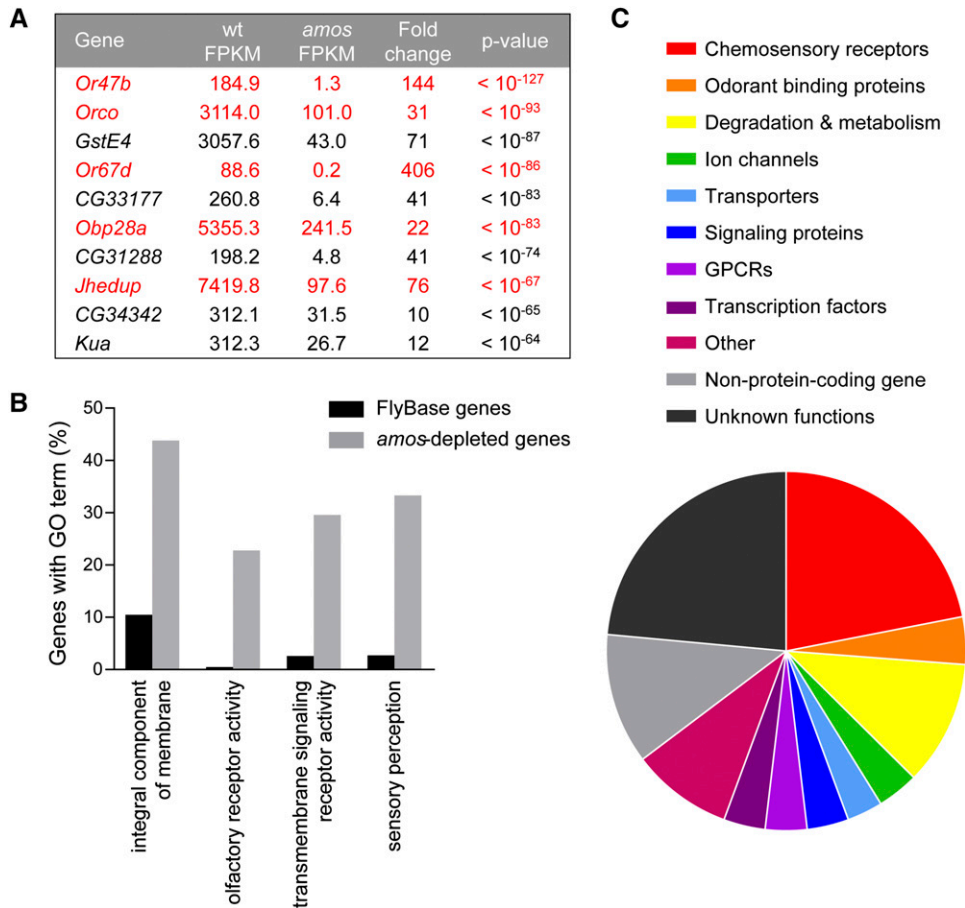 A
Gene wt FPKM amos FPKM Fold change p-value
Or47b 184.9 1.3 144 < 10-127
Orco 3114.0 101.0 31 < 10-93
GstE4 3057.6 43.0 71 < 10-87
Or67d 88.6 0.2 406 < 10-86
CG33177 260.8 6.4 41 < 10-83
Obp28a 5355.3 241.5 22 < 10-83
CG31288 198.2 4.8 41 < 10-74
Jhedup 7419.8 97.6 76 < 10-67
CG34342 312.1 31.5 10 < 10-65
Kua 312.3 26.7 12 < 10-64
B
Genes with GO term (%)
50
40
30
20
10
0
FlyBase genes
amos-depleted genes
integral component
of membrane
olfactory receptor activity
transmembrane signaling
receptor activity
sensory perception
C
Chemosensory receptors
Odorant binding proteins
Degradation & metabolism
Ion channels
Transporters
Signaling proteins
GPCRs
Transcription factors
Other
Non-protein-coding gene
Unknown functions